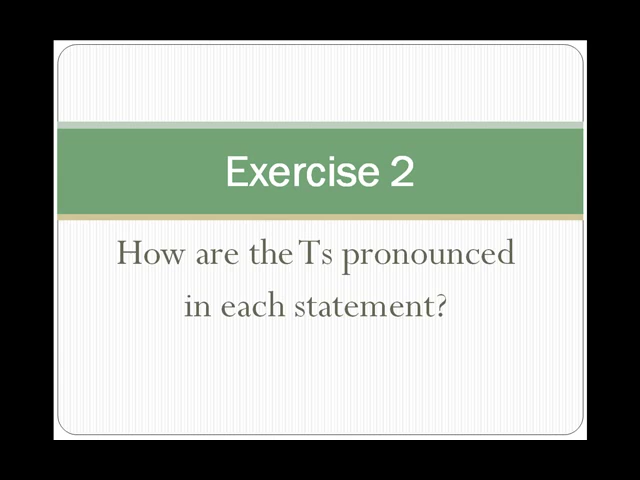 Exercise 2
How are the Ts pronounced
in each statement?